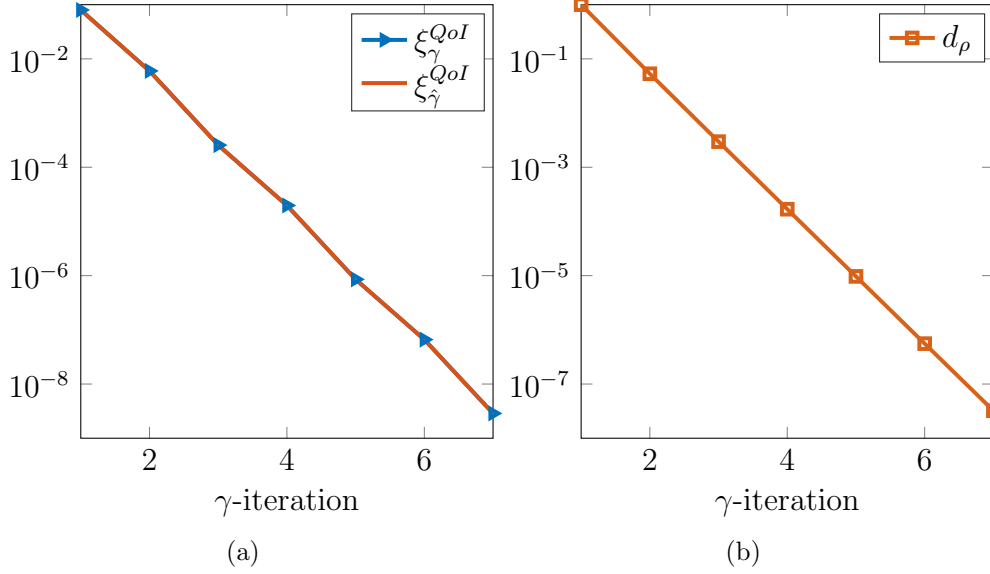 10⁻²
10⁻⁴
10⁻⁶
10⁻⁸
2 4 6
γ-iteration
ξ_γ^{QoI}
ξ_{γ̂}^{QoI}
(a)
10⁻¹
10⁻³
10⁻⁵
10⁻⁷
2 4 6
γ-iteration
d_ρ
(b)